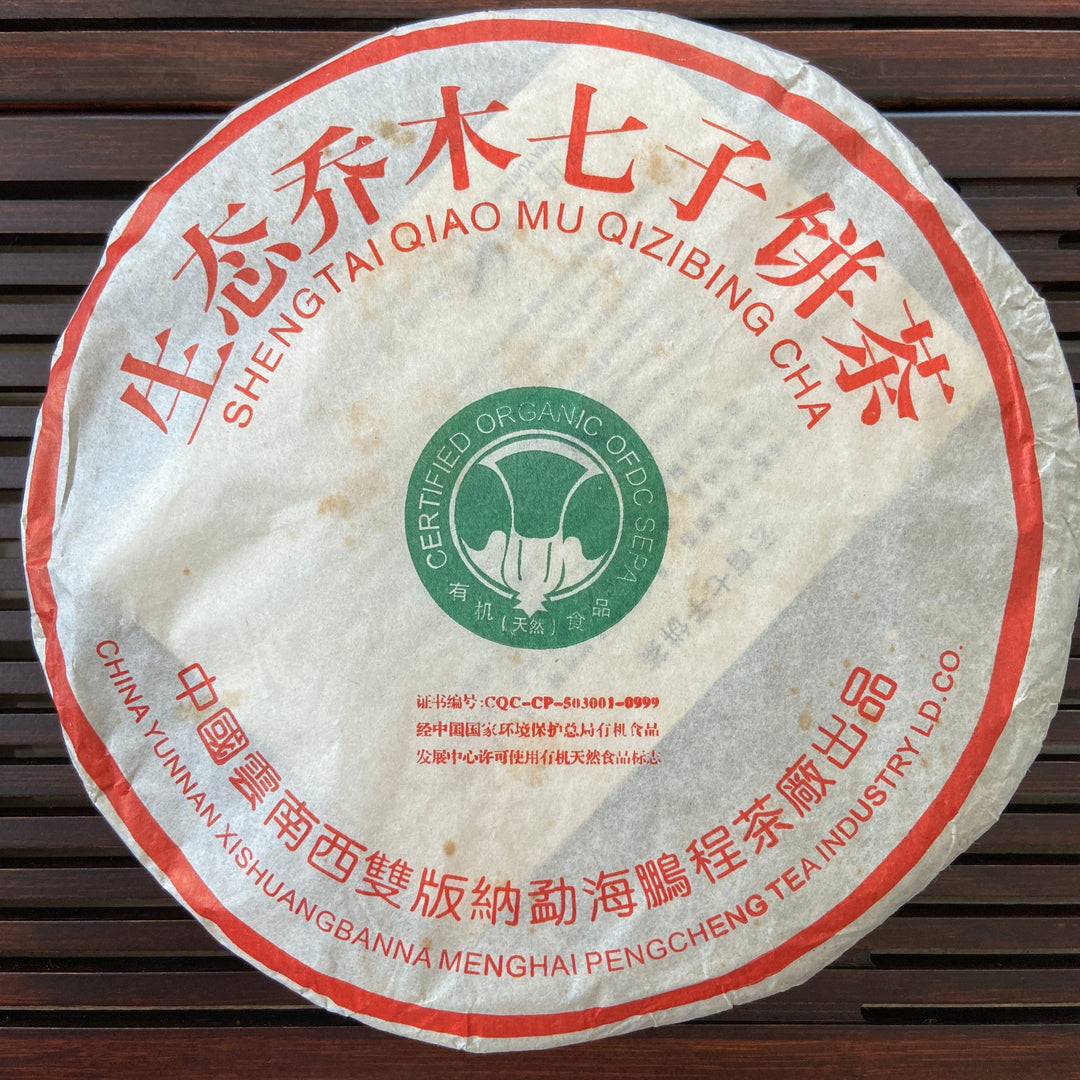 生态乔木七子饼茶
SHENGTAI QIAO MU QIZIBING CHA
CERTIFIED ORGANIC OFDC SEPA
有机(天然)食品
证书编号:CQC-CP-503001-0999
经中国国家环境保护总局有机食品
发展中心许可使用有机天然食品标志
中國雲南西雙版納勐海鵬程茶廠出品
CHINA YUNNAN XISHUANGBANNA MENGHAI PENGCHENG TEA INDUSTRY LD.CO.